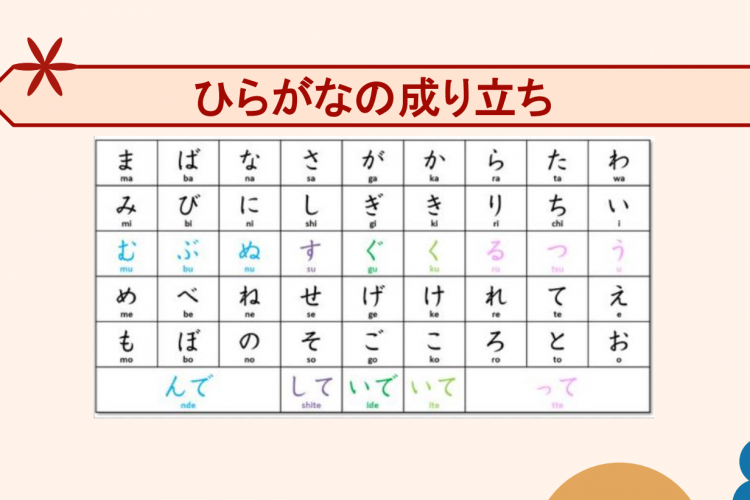 ひらがなの成り立ち
ま ば な さ が か ら た わ
ma ba na sa ga ka ra ta wa
み び に し ぎ き り ち い
mi bi ni shi gi ki ri chi i
む ぶ ぬ す ぐ く る つ う
mu bu nu su gu ku ru tsu u
め べ ね せ げ け れ て え
me be ne se ge ke re te e
も ぼ の そ ご こ ろ と お
mo bo no so go ko ro to o
んで して いで いて って
nde shite ide ite tte